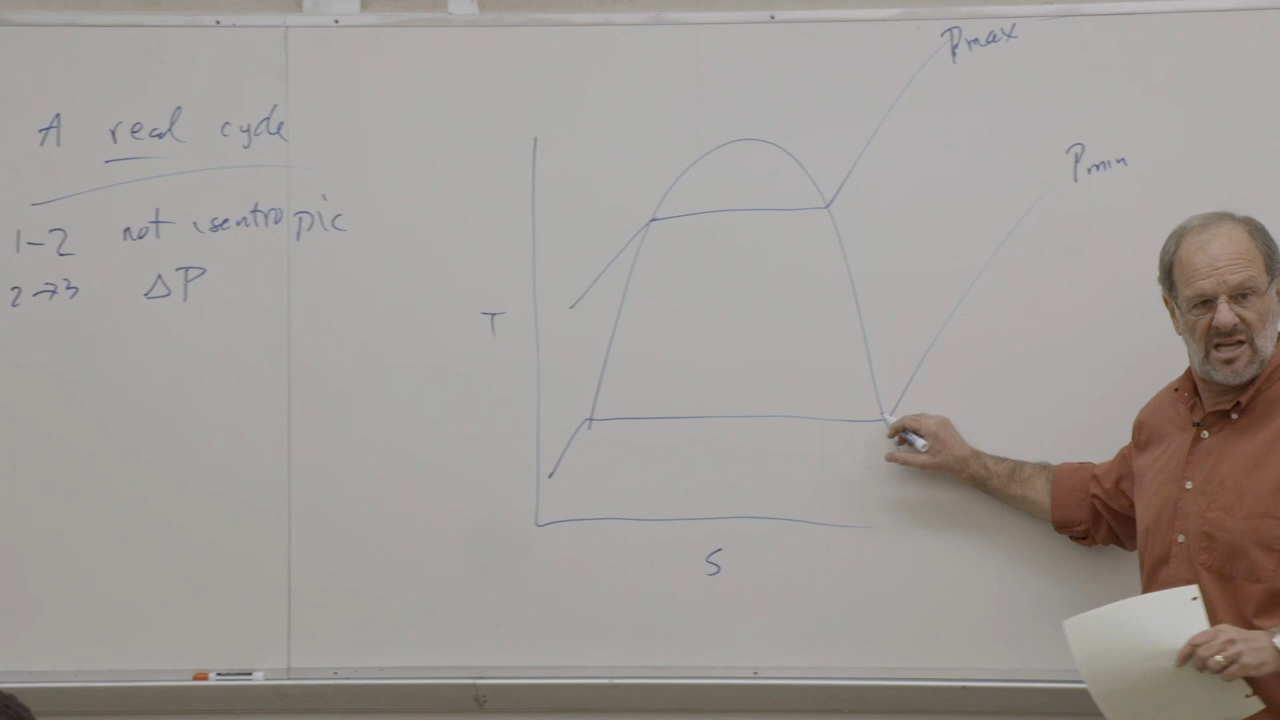 A real cycle
1-2 not isentropic
2→3 ΔP
Pmax
Pmin
T
S